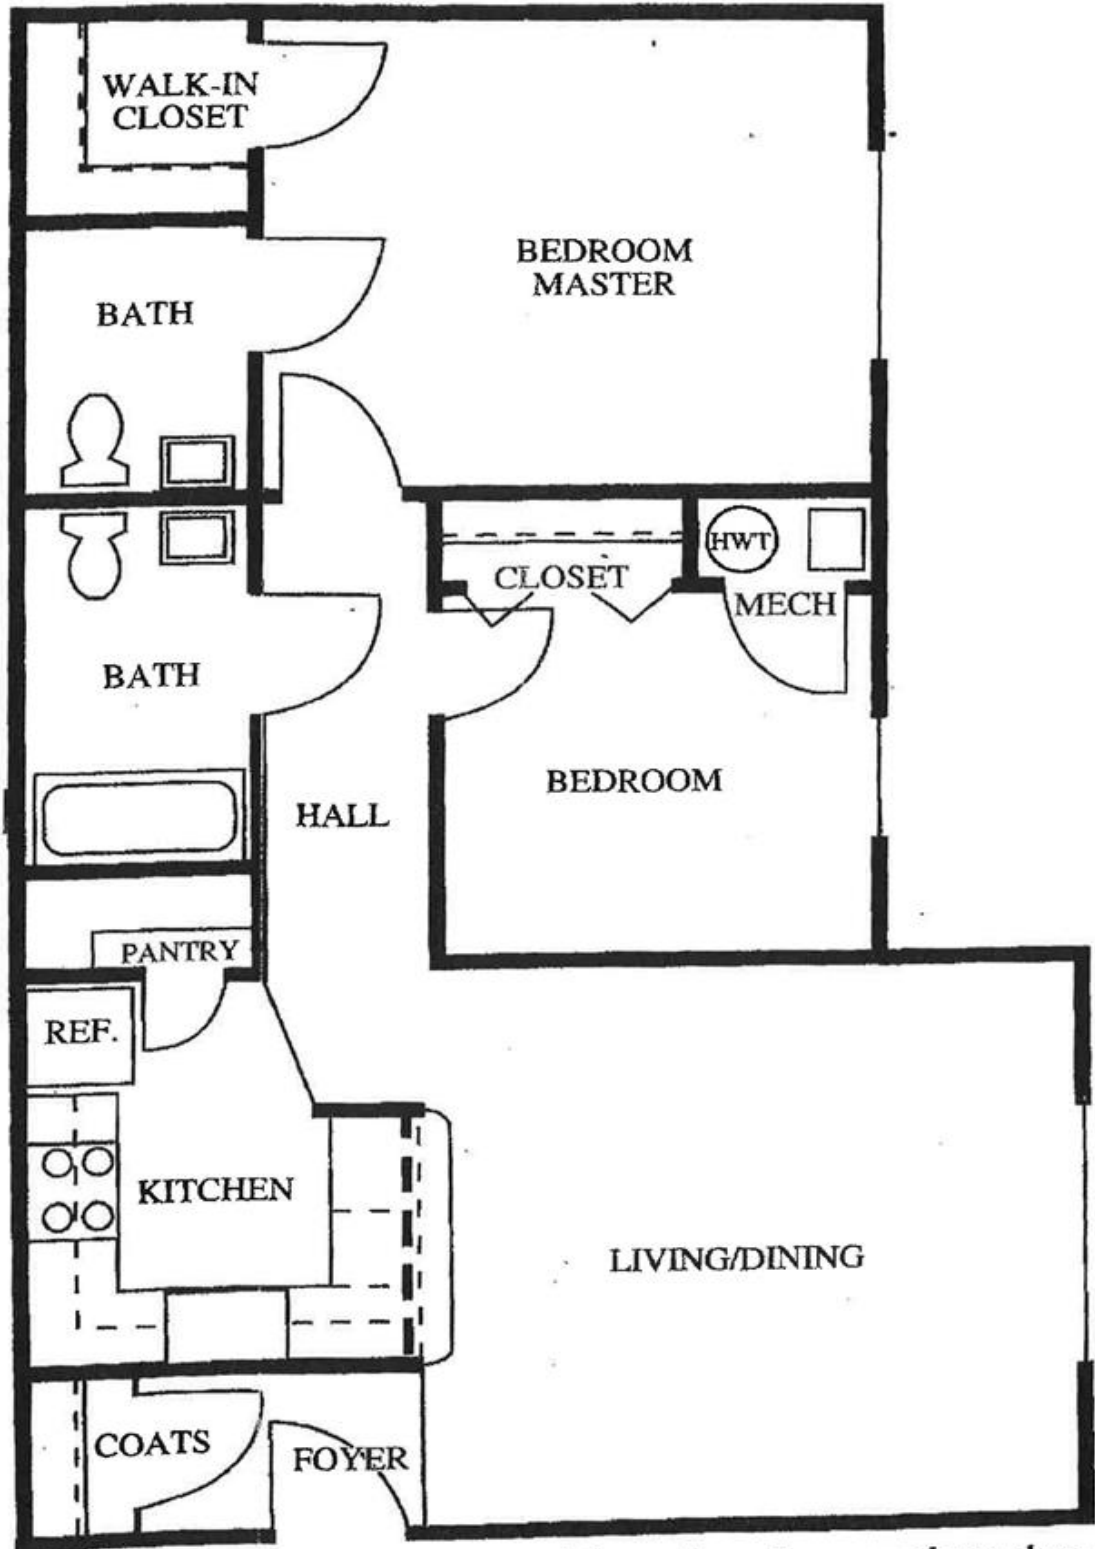 WALK-IN
CLOSET
BEDROOM
MASTER
BATH
HWT
CLOSET
MECH
BATH
BEDROOM
HALL
PANTRY
REF.
KITCHEN
LIVING/DINING
COATS
FOYER